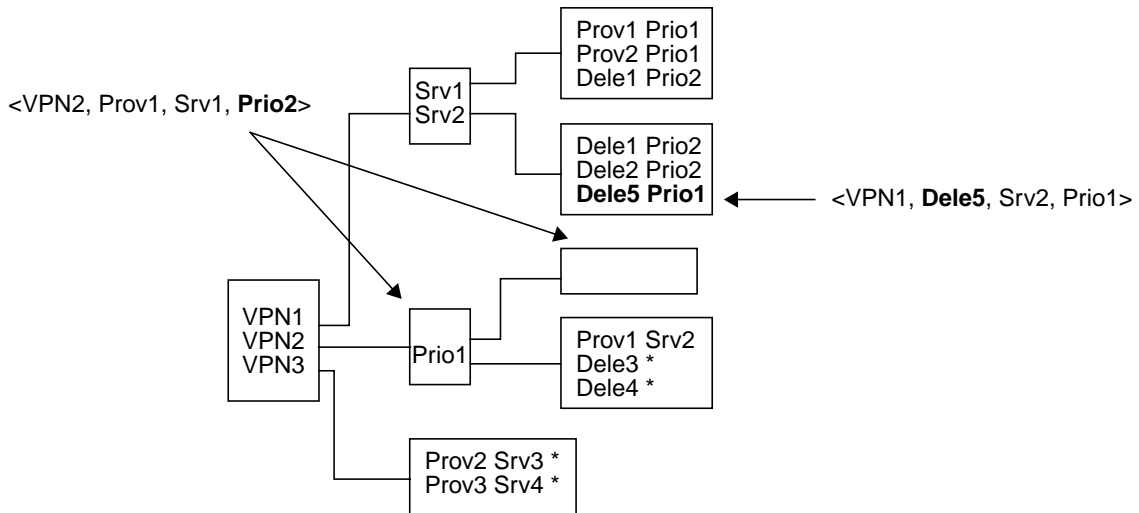 Prov1 Prio1
Prov2 Prio1
Dele1 Prio2
Srv1
Srv2
<VPN2, Prov1, Srv1, Prio2>
Dele1 Prio2
Dele2 Prio2
Dele5 Prio1
<VPN1, Dele5, Srv2, Prio1>
VPN1
VPN2
VPN3
Prio1
Prov1 Srv2
Dele3 *
Dele4 *
Prov2 Srv3 *
Prov3 Srv4 *